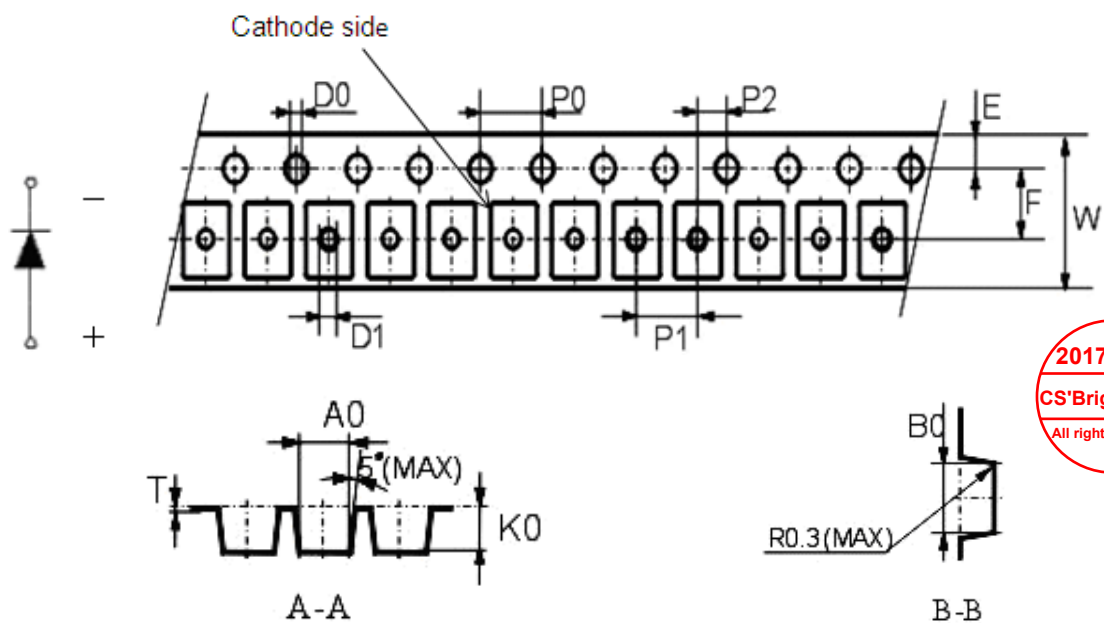 Cathode side
D0
P0
P2
E
−
F
W
+
D1
P1
2017
CS'Brig
All right
A0
B0
5°(MAX)
T
K0
R0.3(MAX)
A-A
B-B